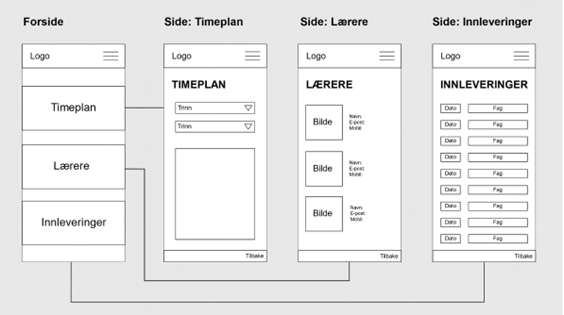 Forside
Side: Timeplan
Side: Lærere
Side: Innleveringer
Logo
Timeplan
Lærere
Innleveringer
Logo
TIMEPLAN
Trinn
Trinn
Tilbake
Logo
LÆRERE
Bilde
Navn:
E-post:
Mobil:
Bilde
Navn:
E-post:
Mobil:
Bilde
Navn:
E-post:
Mobil:
Tilbake
Logo
INNLEVERINGER
Dato Fag
Dato Fag
Dato Fag
Dato Fag
Dato Fag
Dato Fag
Dato Fag
Dato Fag
Dato Fag
Tilbake